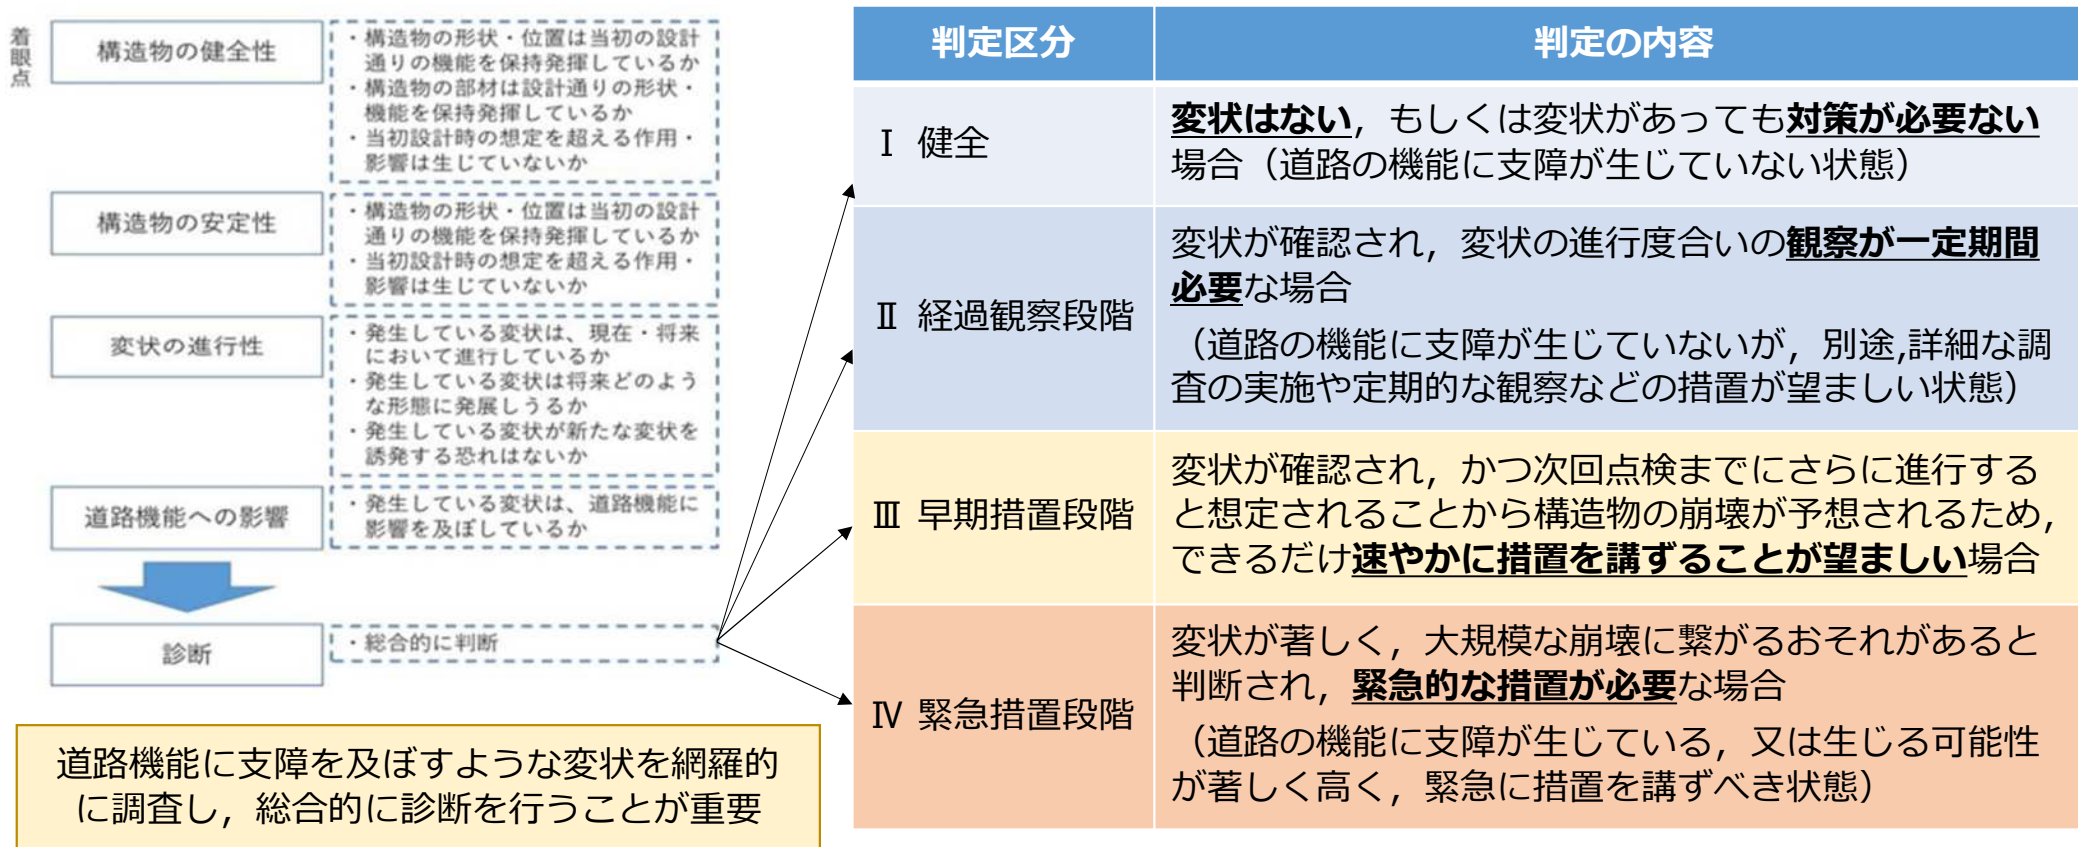 着眼点
構造物の健全性
・構造物の形状・位置は当初の設計
通りの機能を保持発揮しているか
・構造物の部材は設計通りの形状・
機能を保持発揮しているか
・当初設計時の想定を超える作用・
影響は生じていないか
構造物の安定性
・構造物の形状・位置は当初の設計
通りの機能を保持発揮しているか
・当初設計時の想定を超える作用・
影響は生じていないか
変状の進行性
・発生している変状は、現在・将来
において進行しているか
・発生している変状は将来どのよう
な形態に発展しうるか
・発生している変状が新たな変状を
誘発する恐れはないか
道路機能への影響
・発生している変状は、道路機能に
影響を及ぼしているか
診断
・総合的に判断
道路機能に支障を及ぼすような変状を網羅的
に調査し，総合的に診断を行うことが重要
判定区分
判定の内容
Ⅰ 健全
変状はない，もしくは変状があっても対策が必要ない
場合（道路の機能に支障が生じていない状態）
Ⅱ 経過観察段階
変状が確認され，変状の進行度合いの観察が一定期間
必要な場合
（道路の機能に支障が生じていないが，別途,詳細な調
査の実施や定期的な観察などの措置が望ましい状態）
Ⅲ 早期措置段階
変状が確認され，かつ次回点検までにさらに進行する
と想定されることから構造物の崩壊が予想されるため，
できるだけ速やかに措置を講ずることが望ましい場合
Ⅳ 緊急措置段階
変状が著しく，大規模な崩壊に繋がるおそれがあると
判断され，緊急的な措置が必要な場合
（道路の機能に支障が生じている，又は生じる可能性
が著しく高く，緊急に措置を講ずべき状態）